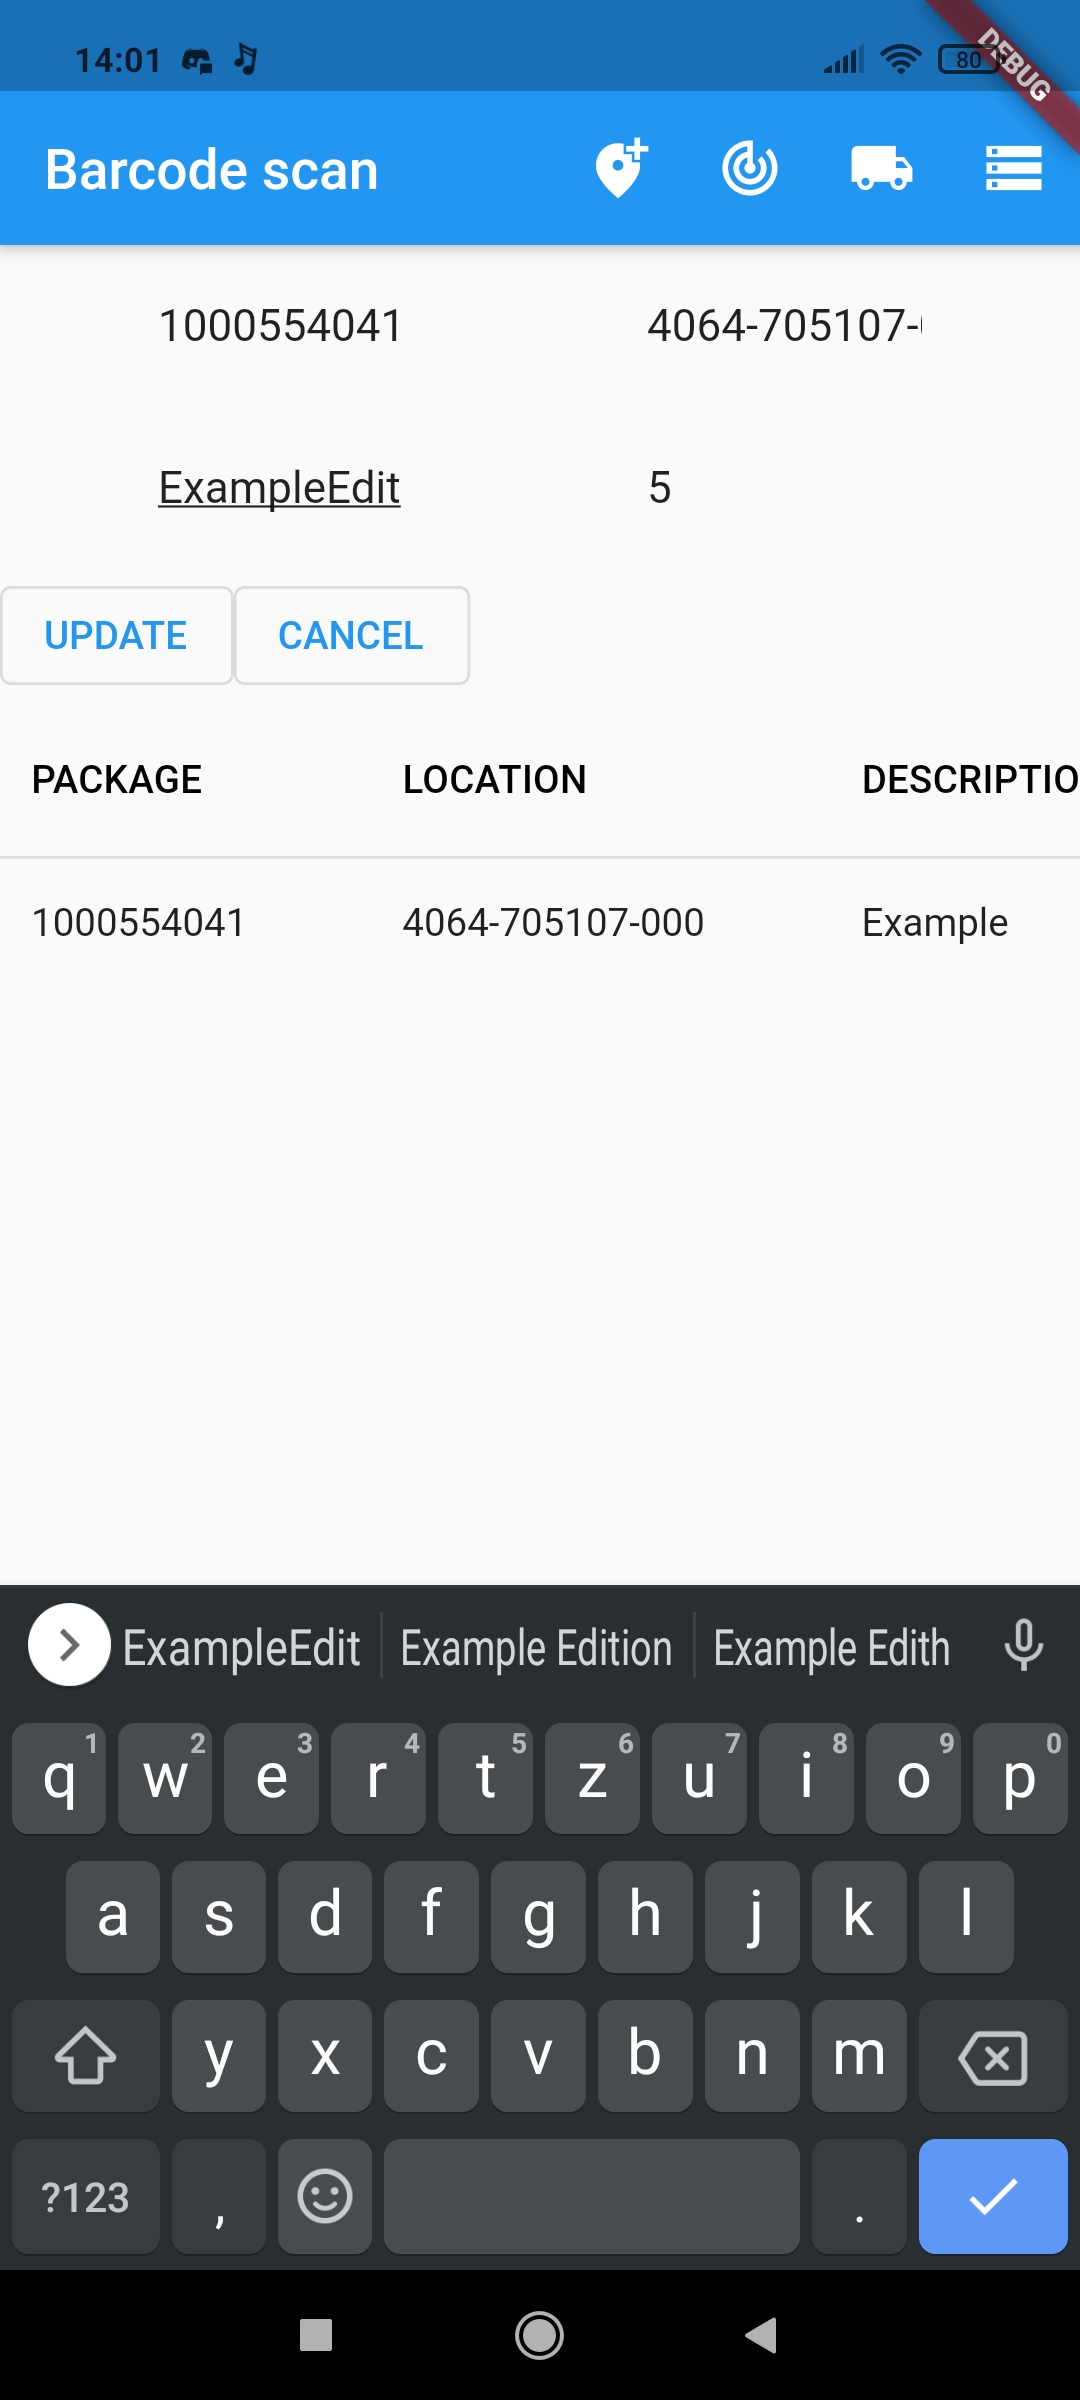 14:01
80
DEBUG
Barcode scan
1000554041 4064-705107-
ExampleEdit 5
UPDATE CANCEL
PACKAGE LOCATION DESCRIPTIO
1000554041 4064-705107-000 Example
ExampleEdit Example Edition Example Edith
q 1 w 2 e 3 r 4 t 5 z 6 u 7 i 8 o 9 p 0
a s d f g h j k l
y x c v b n m
?123 , .